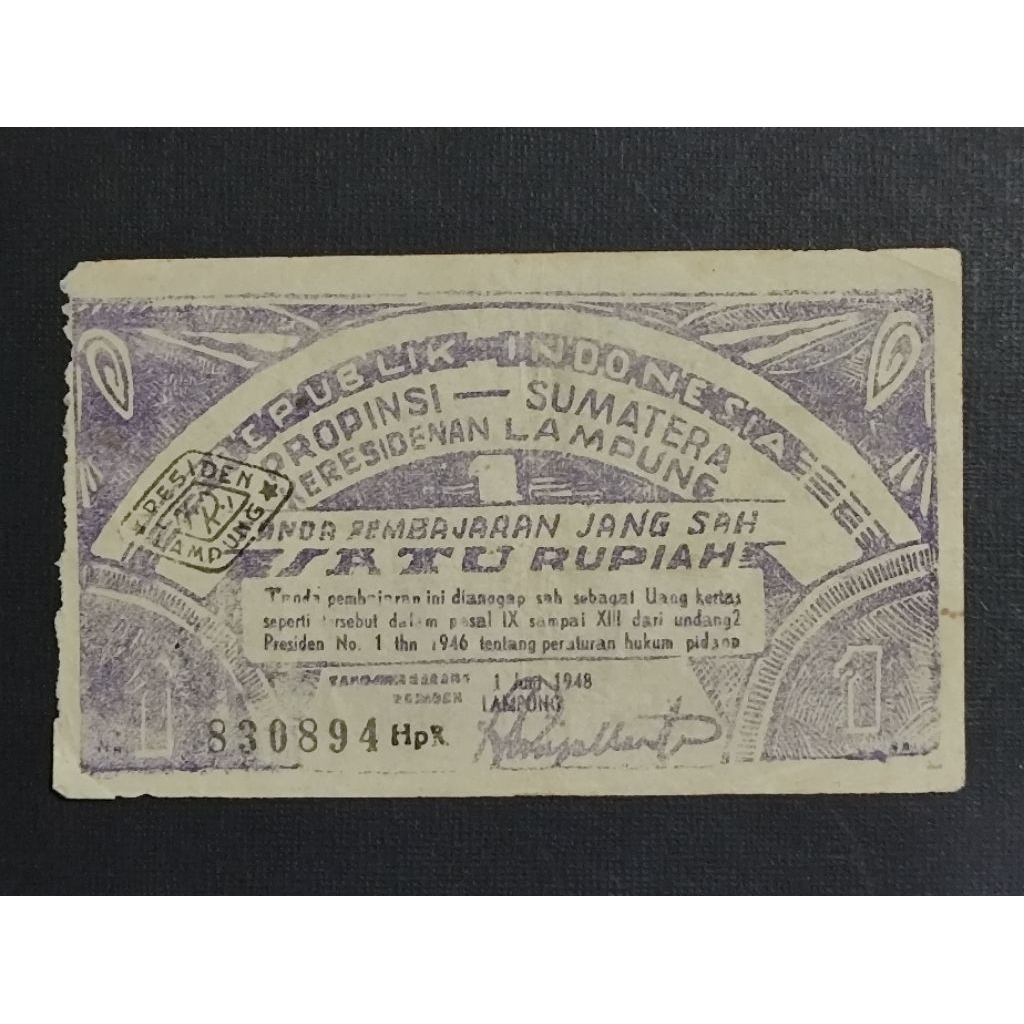 REPUBLIK INDONESIA
PROPINSI — SUMATERA
KERESIDENAN LAMPUNG
1
RESIDEN
LAMPUNG
TANDA PEMBAJARAN JANG SAH
SATU RUPIAH
Tanda pembajaran ini dianggap sah sebagai Uang kertas
seperti tersebut dalam pasal IX sampai XIII dari undang2
Presiden No. 1 thn 1946 tentang peraturan hukum pidana
1 Juni 1948
RESIDEN LAMPUNG
1 1
830894 HpR.